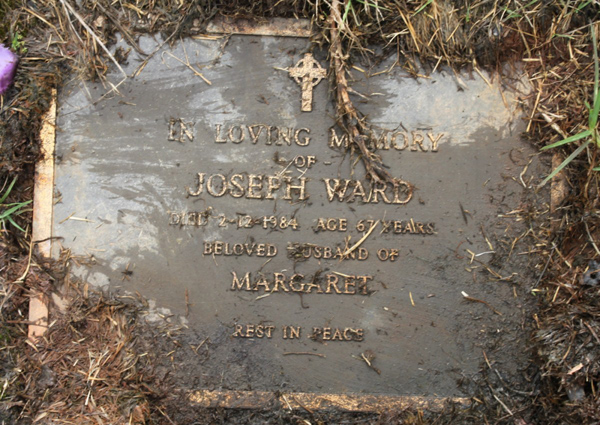 IN LOVING MEMORY
OF
JOSEPH WARD
DIED 2-12-1984 AGE 67 YEARS
BELOVED HUSBAND OF
MARGARET
REST IN PEACE